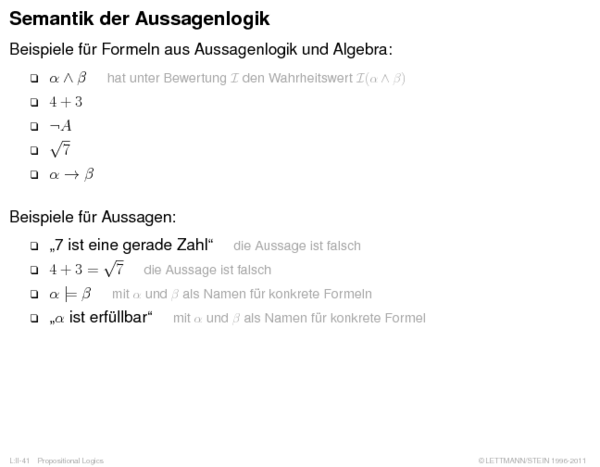 Semantik der Aussagenlogik
Beispiele für Formeln aus Aussagenlogik und Algebra:
❑ α ∧ β hat unter Bewertung ℐ den Wahrheitswert ℐ(α ∧ β)
❑ 4 + 3
❑ ¬A
❑ √7
❑ α → β
Beispiele für Aussagen:
❑ „7 ist eine gerade Zahl“ die Aussage ist falsch
❑ 4 + 3 = √7 die Aussage ist falsch
❑ α |= β mit α und β als Namen für konkrete Formeln
❑ „α ist erfüllbar“ mit α und β als Namen für konkrete Formel
L:II-41 Propositional Logics ©LETTMANN/STEIN 1996-2011